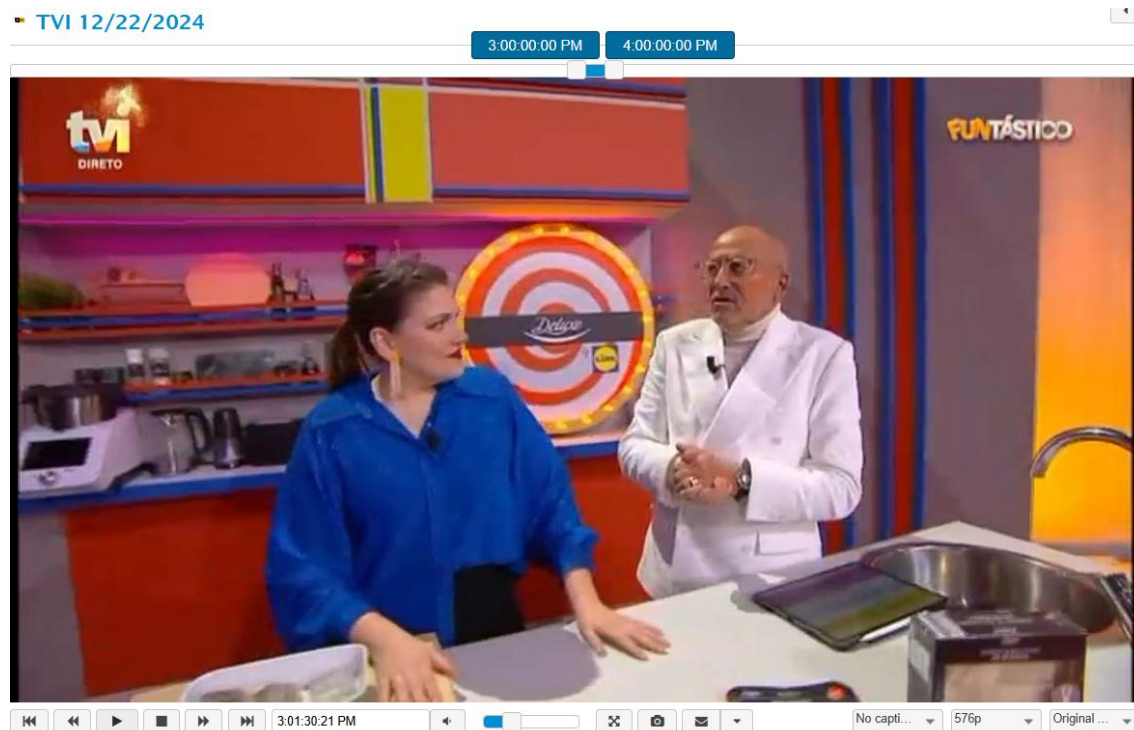 TVI 12/22/2024
3:00:00:00 PM
4:00:00:00 PM
tvi
DIRETO
FUNTÁSTICO
Deluxe
LIDL
3:01:30:21 PM
No capti...
576p
Original ...